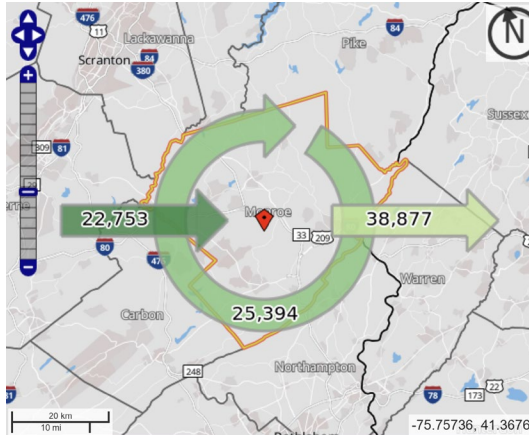 476
11
Lackawanna
Scranton
84
380
Pike
84
Sussex
309
81
22,753
Monroe
38,877
33
209
80
Warren
25,394
Carbon
248
Northampton
78
173
22
20 km
10 mi
-75.75736, 41.3676